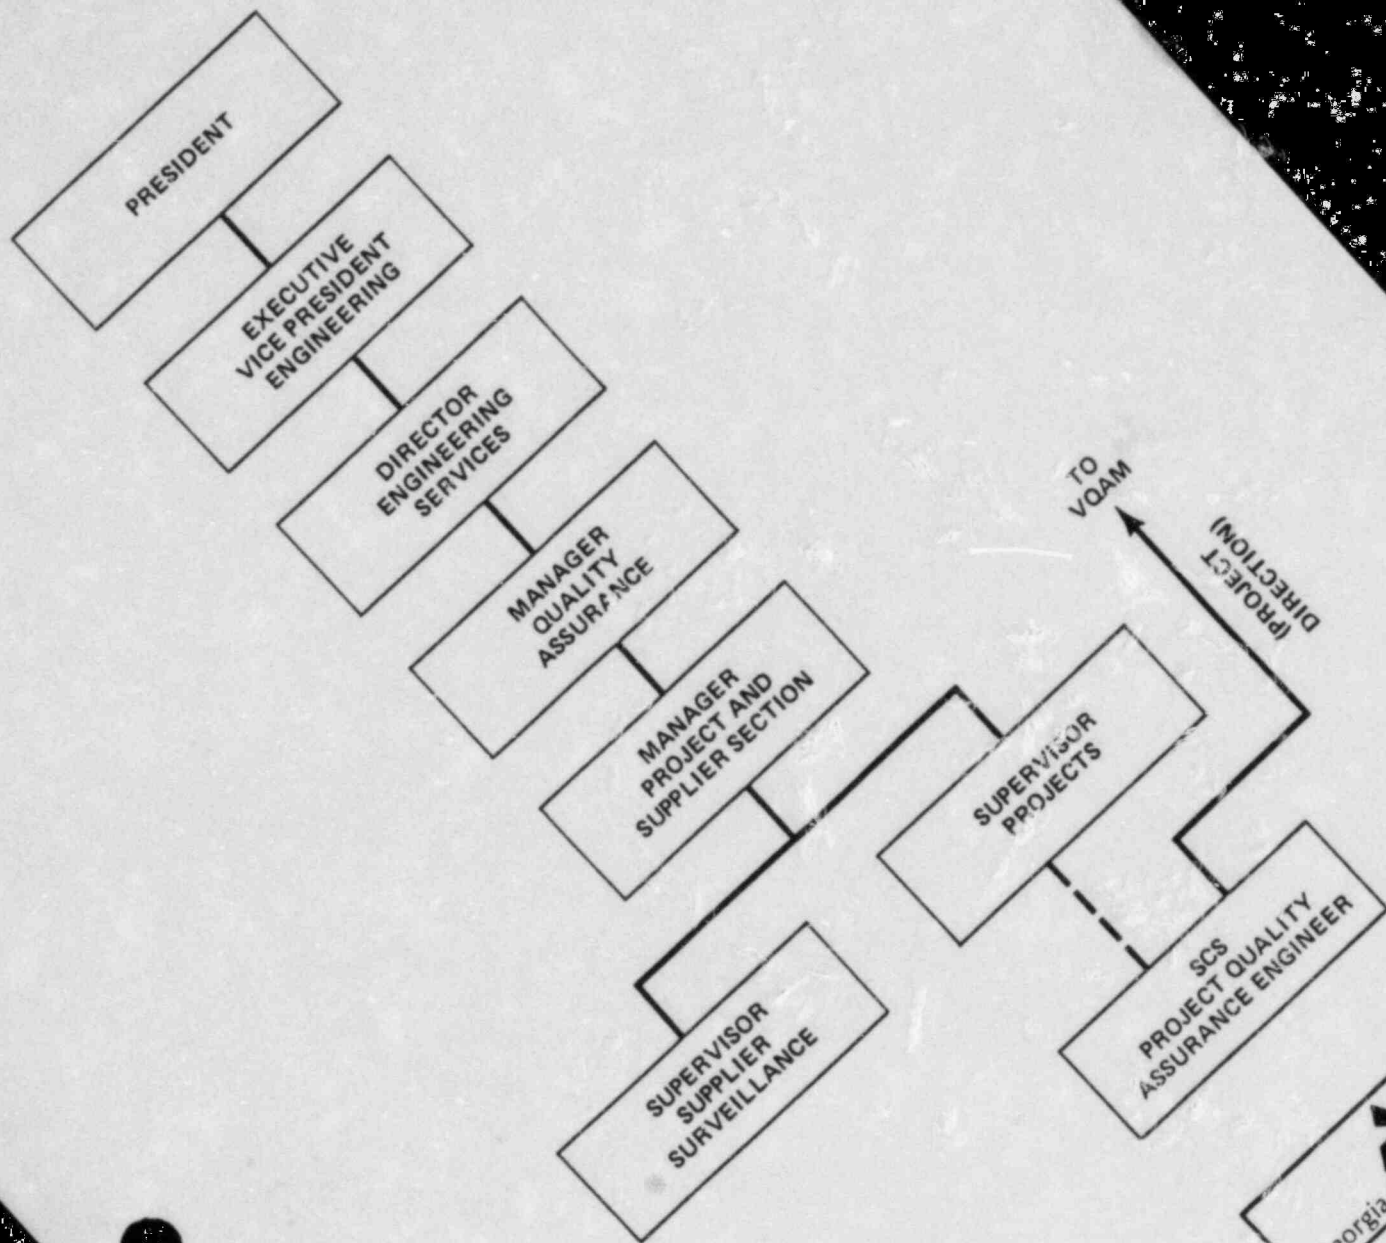 PRESIDENT
EXECUTIVE
VICE PRESIDENT
ENGINEERING
DIRECTOR
ENGINEERING
SERVICES
MANAGER
QUALITY
ASSURANCE
MANAGER
PROJECT AND
SUPPLIER SECTION
TO
VQAM
(PROJECT
DIRECTION)
SUPERVISOR
PROJECTS
SCS
PROJECT QUALITY
ASSURANCE ENGINEER
SUPERVISOR
SUPPLIER
SURVEILLANCE